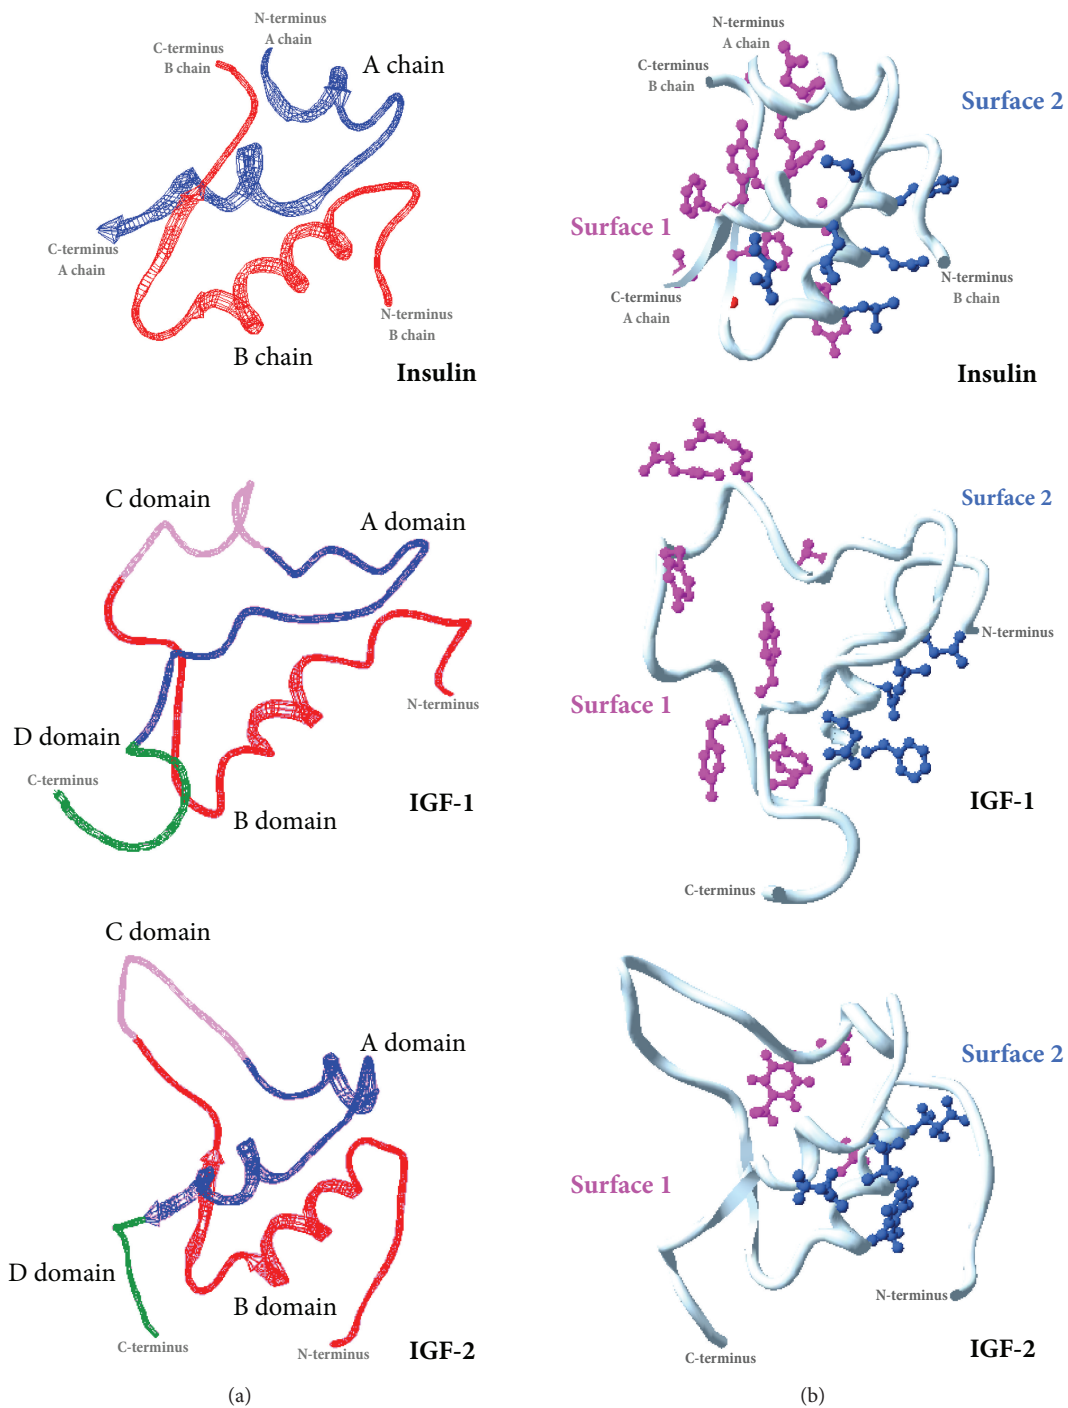 N-terminus
A chain
C-terminus
B chain
A chain
C-terminus
A chain
N-terminus
B chain
B chain
Insulin
N-terminus
A chain
C-terminus
B chain
Surface 2
Surface 1
C-terminus
A chain
N-terminus
B chain
Insulin
C domain
A domain
N-terminus
D domain
C-terminus
B domain
IGF-1
Surface 2
N-terminus
Surface 1
IGF-1
C-terminus
C domain
A domain
D domain
B domain
C-terminus
N-terminus
IGF-2
Surface 2
Surface 1
N-terminus
C-terminus
IGF-2
(a)
(b)